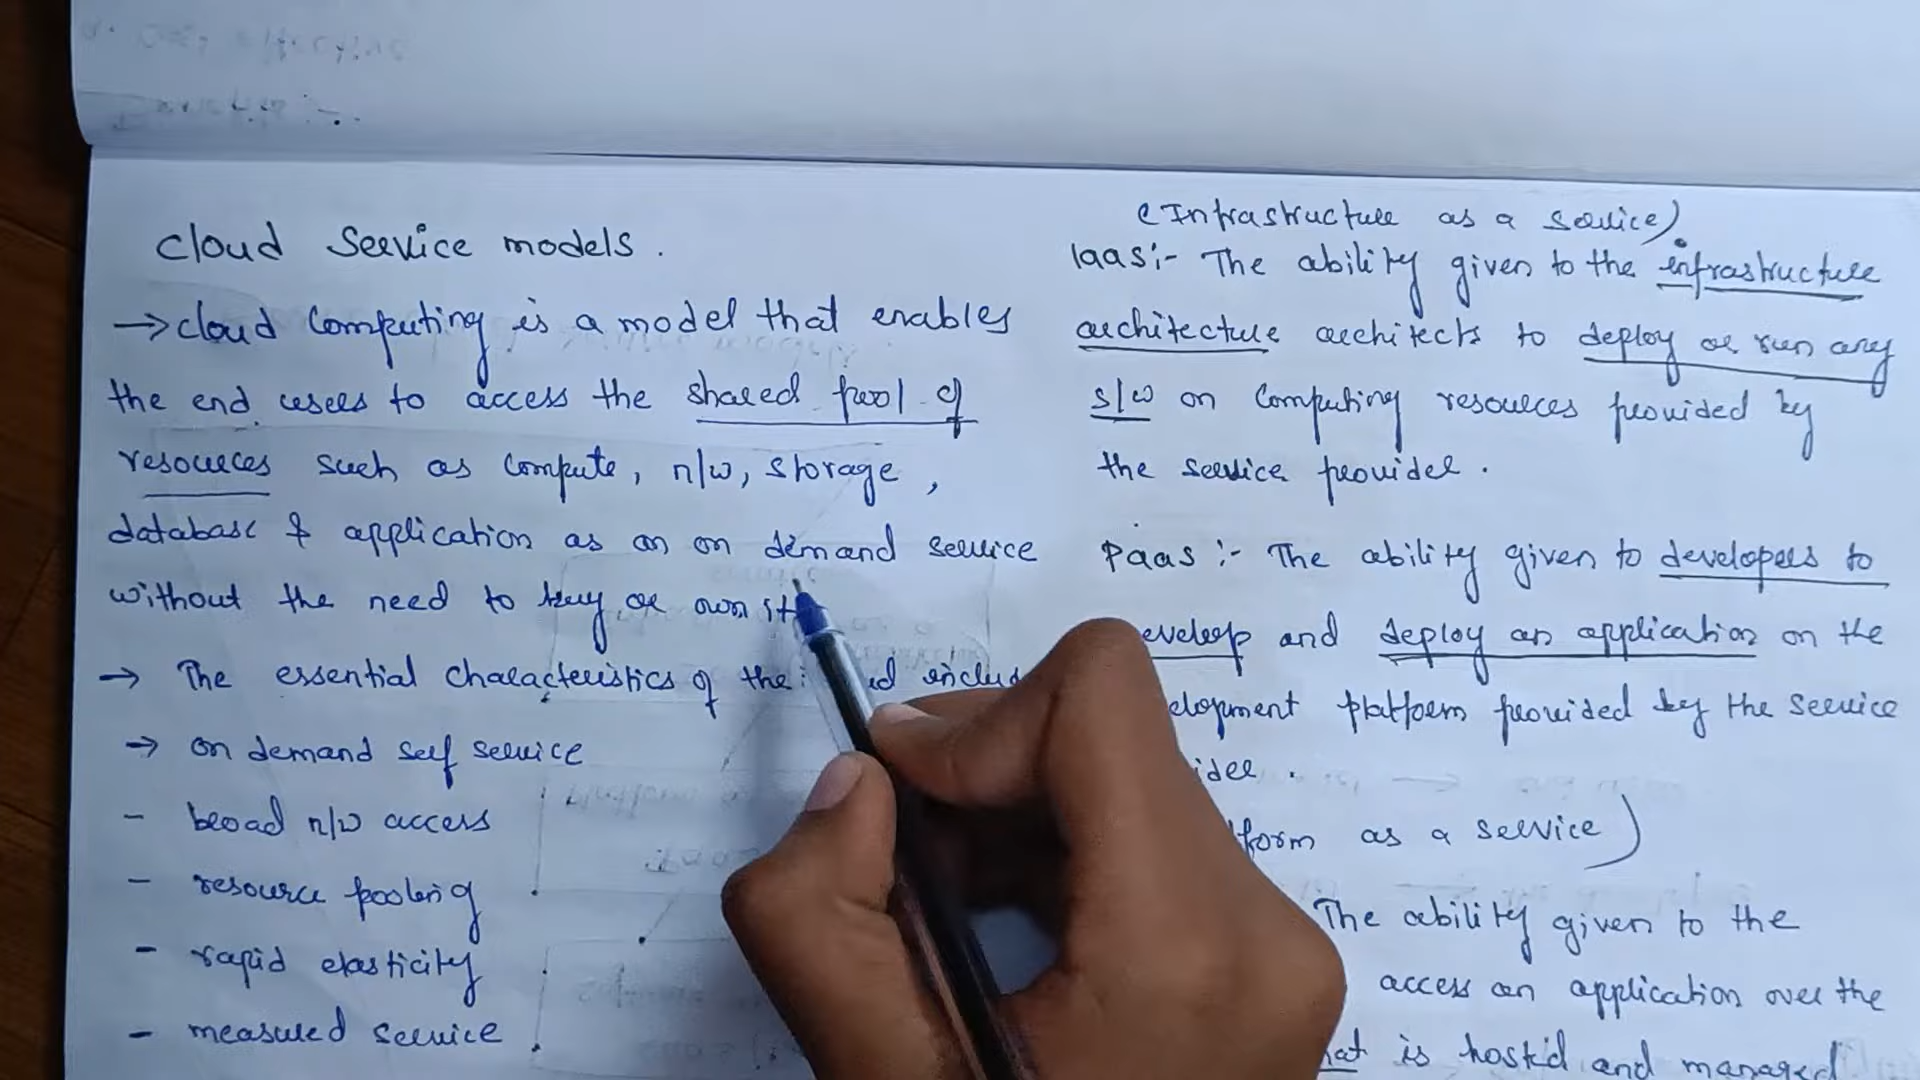 Cloud Service models.
→ cloud computing is a model that enables
the end users to access the shared pool of
resources such as compute, n/w, storage,
database & application as an on demand service
without the need to buy or own it
→ The essential characteristics of the includ
→ on demand self service
- broad n/w access
- resource pooling
- rapid elasticity
- measured service
(Infrastructure as a service)
Iaas:- The ability given to the infrastructure
architecture architects to deploy or run any
s/w on computing resources provided by
the service provider.
Paas:- The ability given to developers to
evelop and deploy an application on the
elopment platform provided by the service
ider.
form as a service)
The ability given to the
access an application over the
hat is hosted and managed